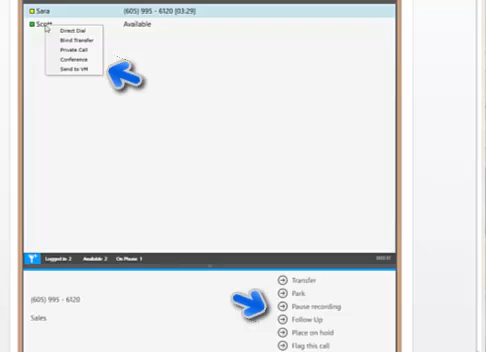 Sara (605) 995 - 6120 [03:29]
Scott Available
Direct Dial
Blind Transfer
Private Call
Conference
Send to VM
Logged In 2 Available 2 On Phone 1
Transfer
(605) 995 - 6120
Park
Pause recording
Sales
Follow Up
Place on hold
Flag this call